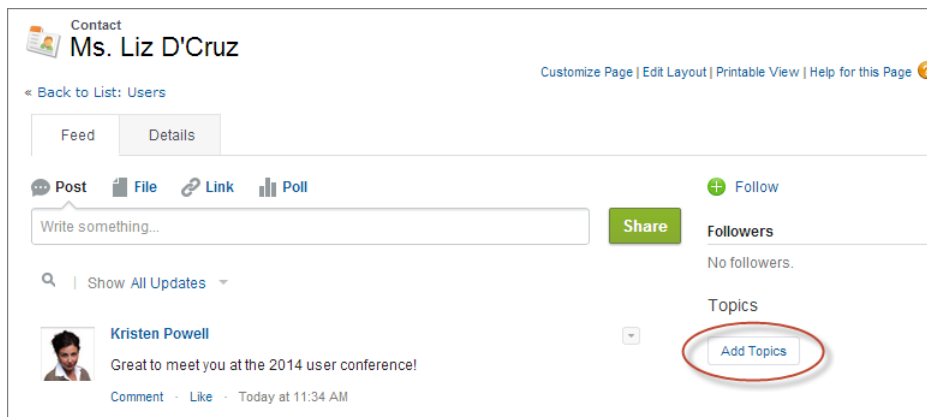 Contact
Ms. Liz D'Cruz
Customize Page | Edit Layout | Printable View | Help for this Page ?
« Back to List: Users
Feed Details
Post File Link Poll
Follow
Write something...
Share
Followers
No followers.
Show All Updates
Topics
Kristen Powell
Great to meet you at the 2014 user conference!
Add Topics
Comment · Like · Today at 11:34 AM